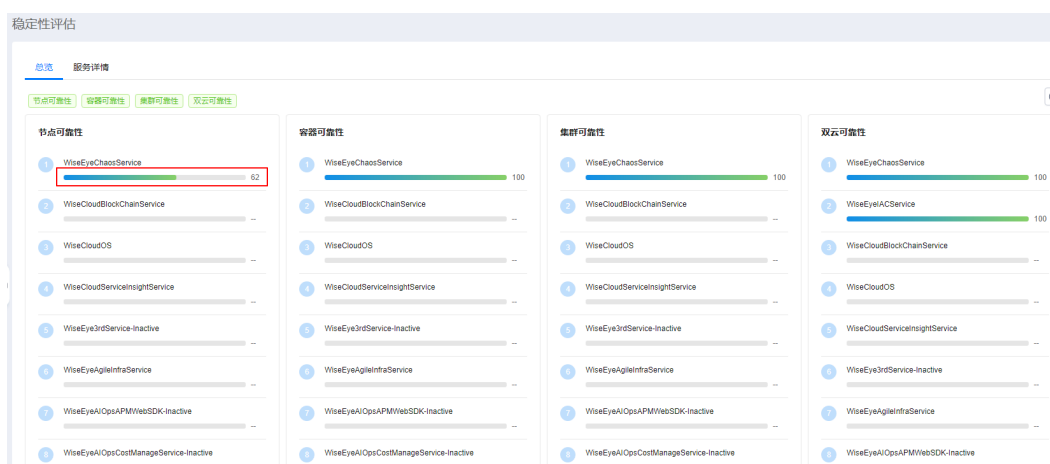 稳定性评估
总览 服务详情
节点可靠性 容器可靠性 集群可靠性 双云可靠性
节点可靠性
1 WiseEyeChaosService
62
2 WiseCloudBlockChainService
--
3 WiseCloudOS
--
4 WiseCloudServiceInsightService
--
5 WiseEye3rdService-Inactive
--
6 WiseEyeAgileInfraService
--
7 WiseEyeAIOpsAPMWebSDK-Inactive
--
8 WiseEyeAIOpsCostManageService-Inactive
容器可靠性
1 WiseEyeChaosService
100
2 WiseCloudBlockChainService
--
3 WiseCloudOS
--
4 WiseCloudServiceInsightService
--
5 WiseEye3rdService-Inactive
--
6 WiseEyeAgileInfraService
--
7 WiseEyeAIOpsAPMWebSDK-Inactive
--
8 WiseEyeAIOpsCostManageService-Inactive
集群可靠性
1 WiseEyeChaosService
100
2 WiseCloudBlockChainService
--
3 WiseCloudOS
--
4 WiseCloudServiceInsightService
--
5 WiseEye3rdService-Inactive
--
6 WiseEyeAgileInfraService
--
7 WiseEyeAIOpsAPMWebSDK-Inactive
--
8 WiseEyeAIOpsCostManageService-Inactive
双云可靠性
1 WiseEyeChaosService
100
2 WiseEyeIACService
100
3 WiseCloudBlockChainService
--
4 WiseCloudOS
--
5 WiseCloudServiceInsightService
--
6 WiseEye3rdService-Inactive
--
7 WiseEyeAgileInfraService
--
8 WiseEyeAIOpsAPMWebSDK-Inactive